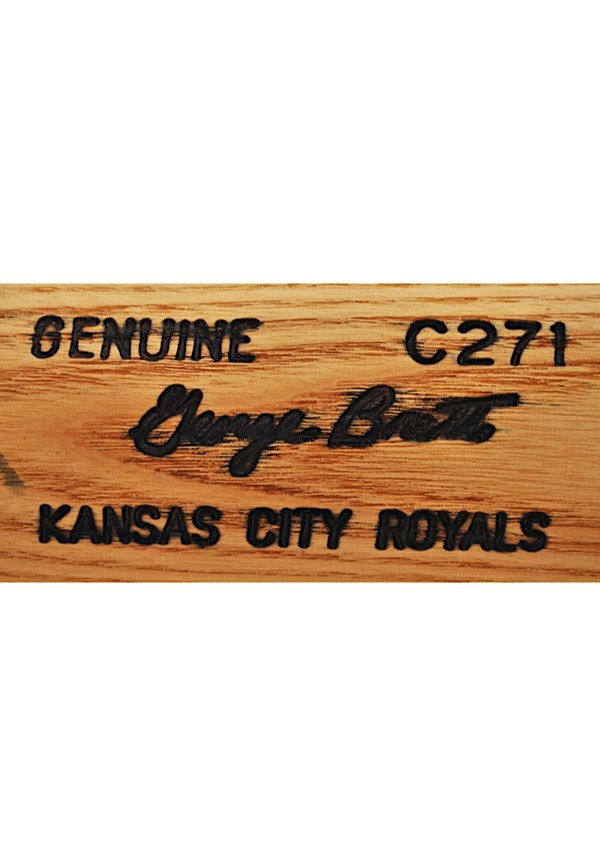 GENUINE C271
George Brett
KANSAS CITY ROYALS